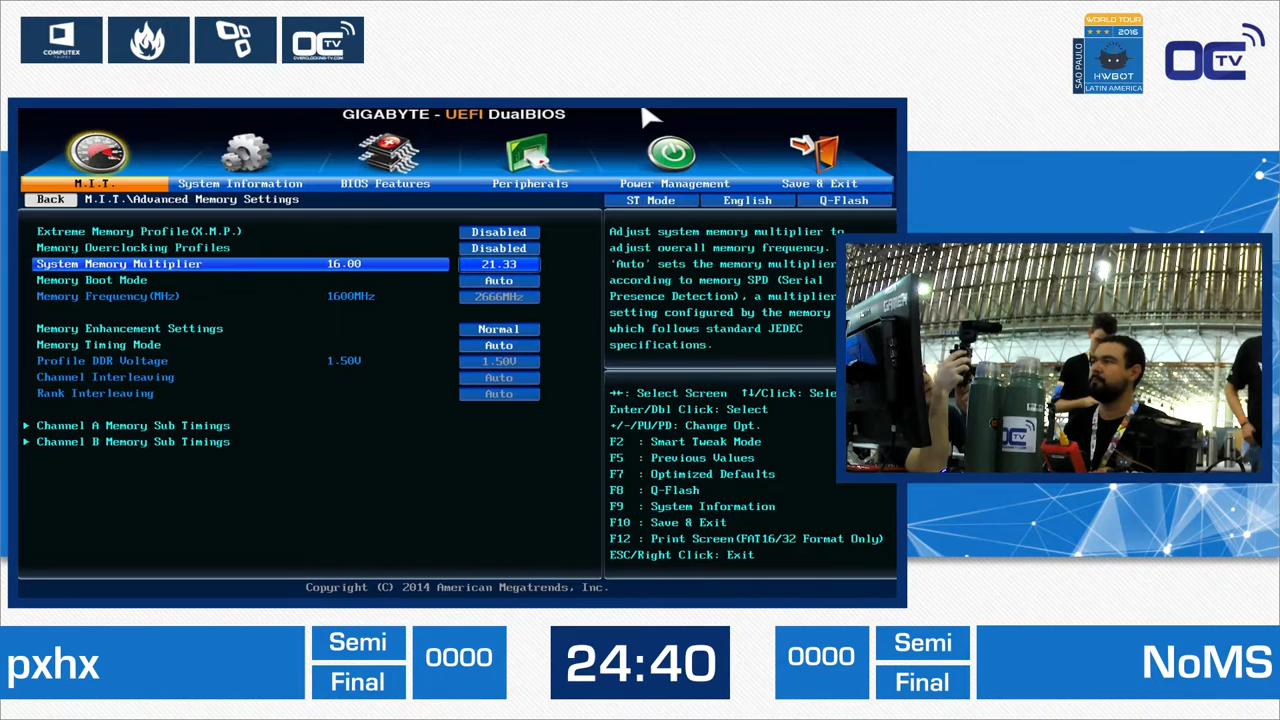 COMPUTEX
TAIPEI
OC TV
OVERCLOCKING-TV.COM
WORLD TOUR
2016
HWBOT
SAO PAULO
LATIN AMERICA
OC TV
GIGABYTE - UEFI DualBIOS
M.I.T.
System Information
BIOS Features
Peripherals
Power Management
Save & Exit
Back M.I.T.\Advanced Memory Settings
ST Mode English Q-Flash
Extreme Memory Profile(X.M.P.) Disabled
Memory Overclocking Profiles Disabled
System Memory Multiplier 16.00 21.33
Memory Boot Mode Auto
Memory Frequency(MHz) 1600MHz 2666MHz
Memory Enhancement Settings Normal
Memory Timing Mode Auto
Profile DDR Voltage 1.50V 1.50V
Channel Interleaving Auto
Rank Interleaving Auto
Channel A Memory Sub Timings
Channel B Memory Sub Timings
Adjust system memory multiplier to
adjust overall memory frequency.
'Auto' sets the memory multiplier
according to memory SPD (Serial
Presence Detection), a multiplier
setting configured by the memory
which follows standard JEDEC
specifications.
→←: Select Screen ↑↓/Click: Sele
Enter/Dbl Click: Select
+/-/PU/PD: Change Opt.
F2 : Smart Tweak Mode
F5 : Previous Values
F7 : Optimized Defaults
F8 : Q-Flash
F9 : System Information
F10 : Save & Exit
F12 : Print Screen(FAT16/32 Format Only)
ESC/Right Click: Exit
Copyright (C) 2014 American Megatrends, Inc.
OC TV
pxhx
Semi
Final
0000
24:40
0000
Semi
Final
NoMS